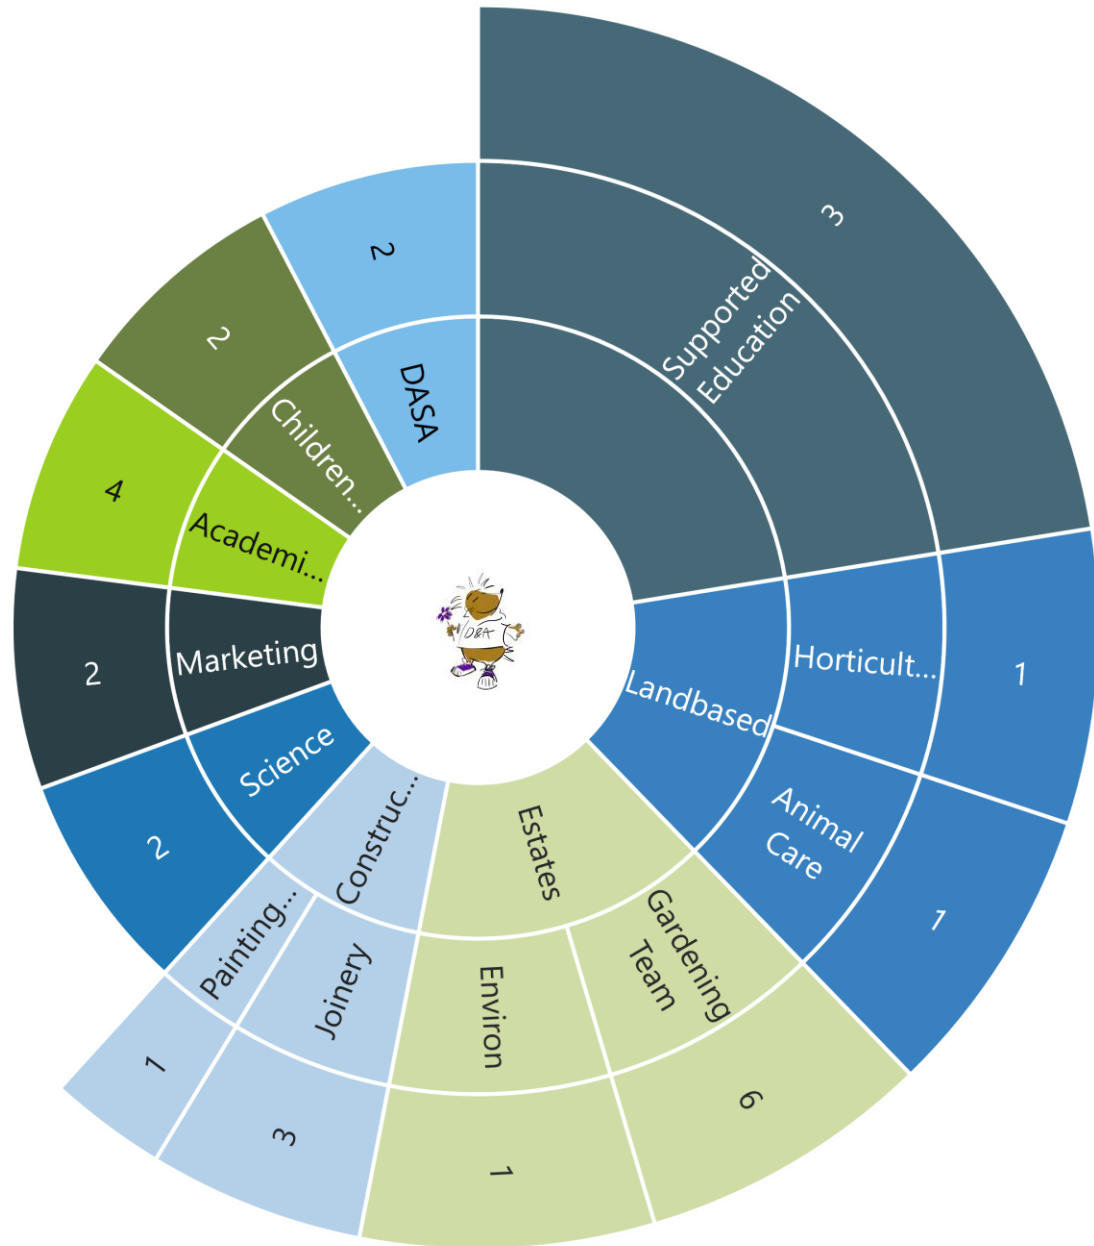 3
Supported
Education
Landbased
Horticult...
1
Animal
Care
1
Estates
Gardening
Team
6
Environ
1
Construc...
Joinery
3
Painting...
1
Science
2
Marketing
2
Academi...
4
Children...
2
DASA
2
D&A